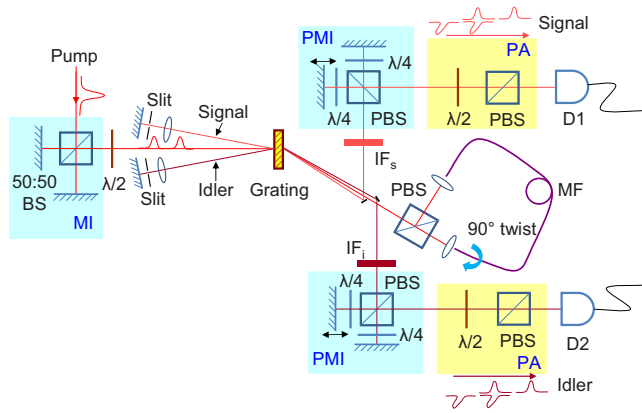 Pump
50:50
BS
MI
λ/2
Slit
Signal
Slit
Idler
Grating
PMI
λ/4
λ/4
PBS
IFs
Signal
PA
λ/2
PBS
D1
PBS
MF
90° twist
IFi
λ/4
PBS
λ/4
PMI
λ/2
PBS
PA
D2
Idler